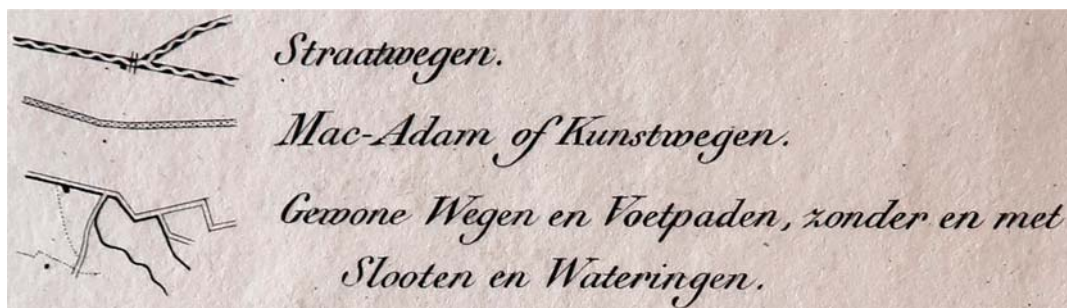 Straatwegen.
Mac-Adam of Kunstwegen.
Gewone Wegen en Voetpaden, zonder en met
Slooten en Wateringen.